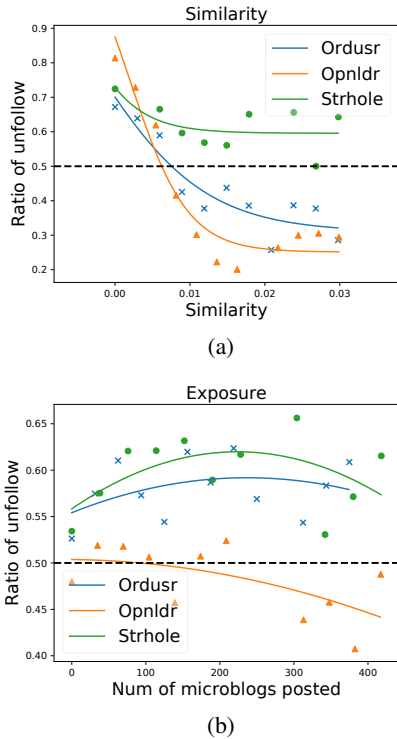 Similarity
0.9
0.8
0.7
0.6
0.5
0.4
0.3
0.2
Ratio of unfollow
Ordusr
Opnldr
Strhole
0.00 0.01 0.02 0.03
Similarity
(a)
Exposure
0.65
0.60
0.55
0.50
0.45
0.40
Ratio of unfollow
Ordusr
Opnldr
Strhole
0 100 200 300 400
Num of microblogs posted
(b)